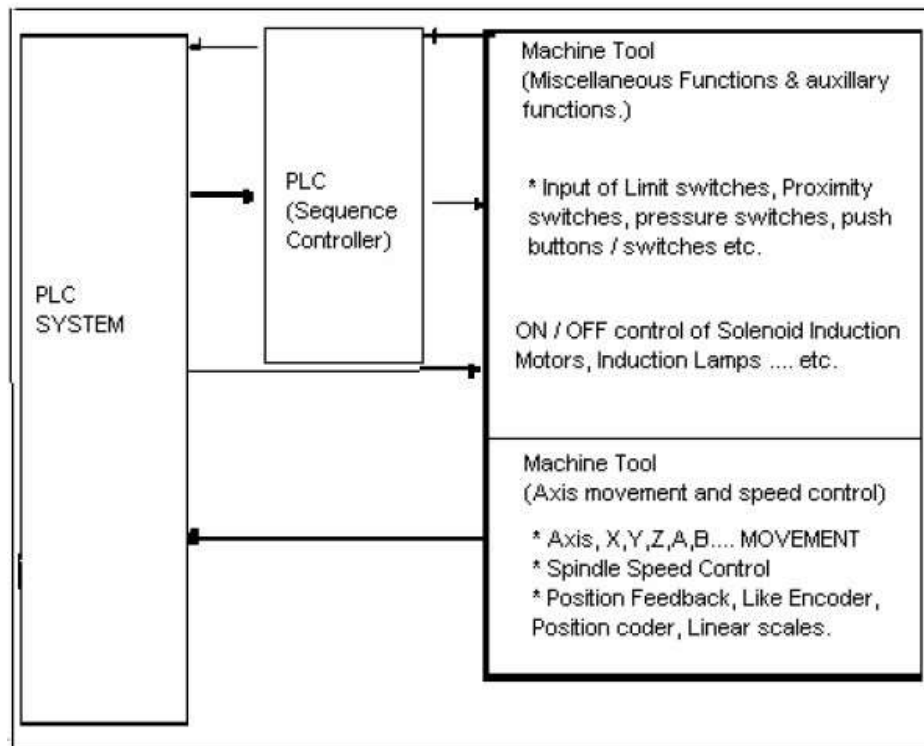 PLC
SYSTEM
PLC
(Sequence
Controller)
Machine Tool
(Miscellaneous Functions & auxillary
functions.)
* Input of Limit switches, Proximity
switches, pressure switches, push
buttons / switches etc.
ON / OFF control of Solenoid Induction
Motors, Induction Lamps .... etc.
Machine Tool
(Axis movement and speed control)
* Axis, X,Y,Z,A,B.... MOVEMENT
* Spindle Speed Control
* Position Feedback, Like Encoder,
Position coder, Linear scales.